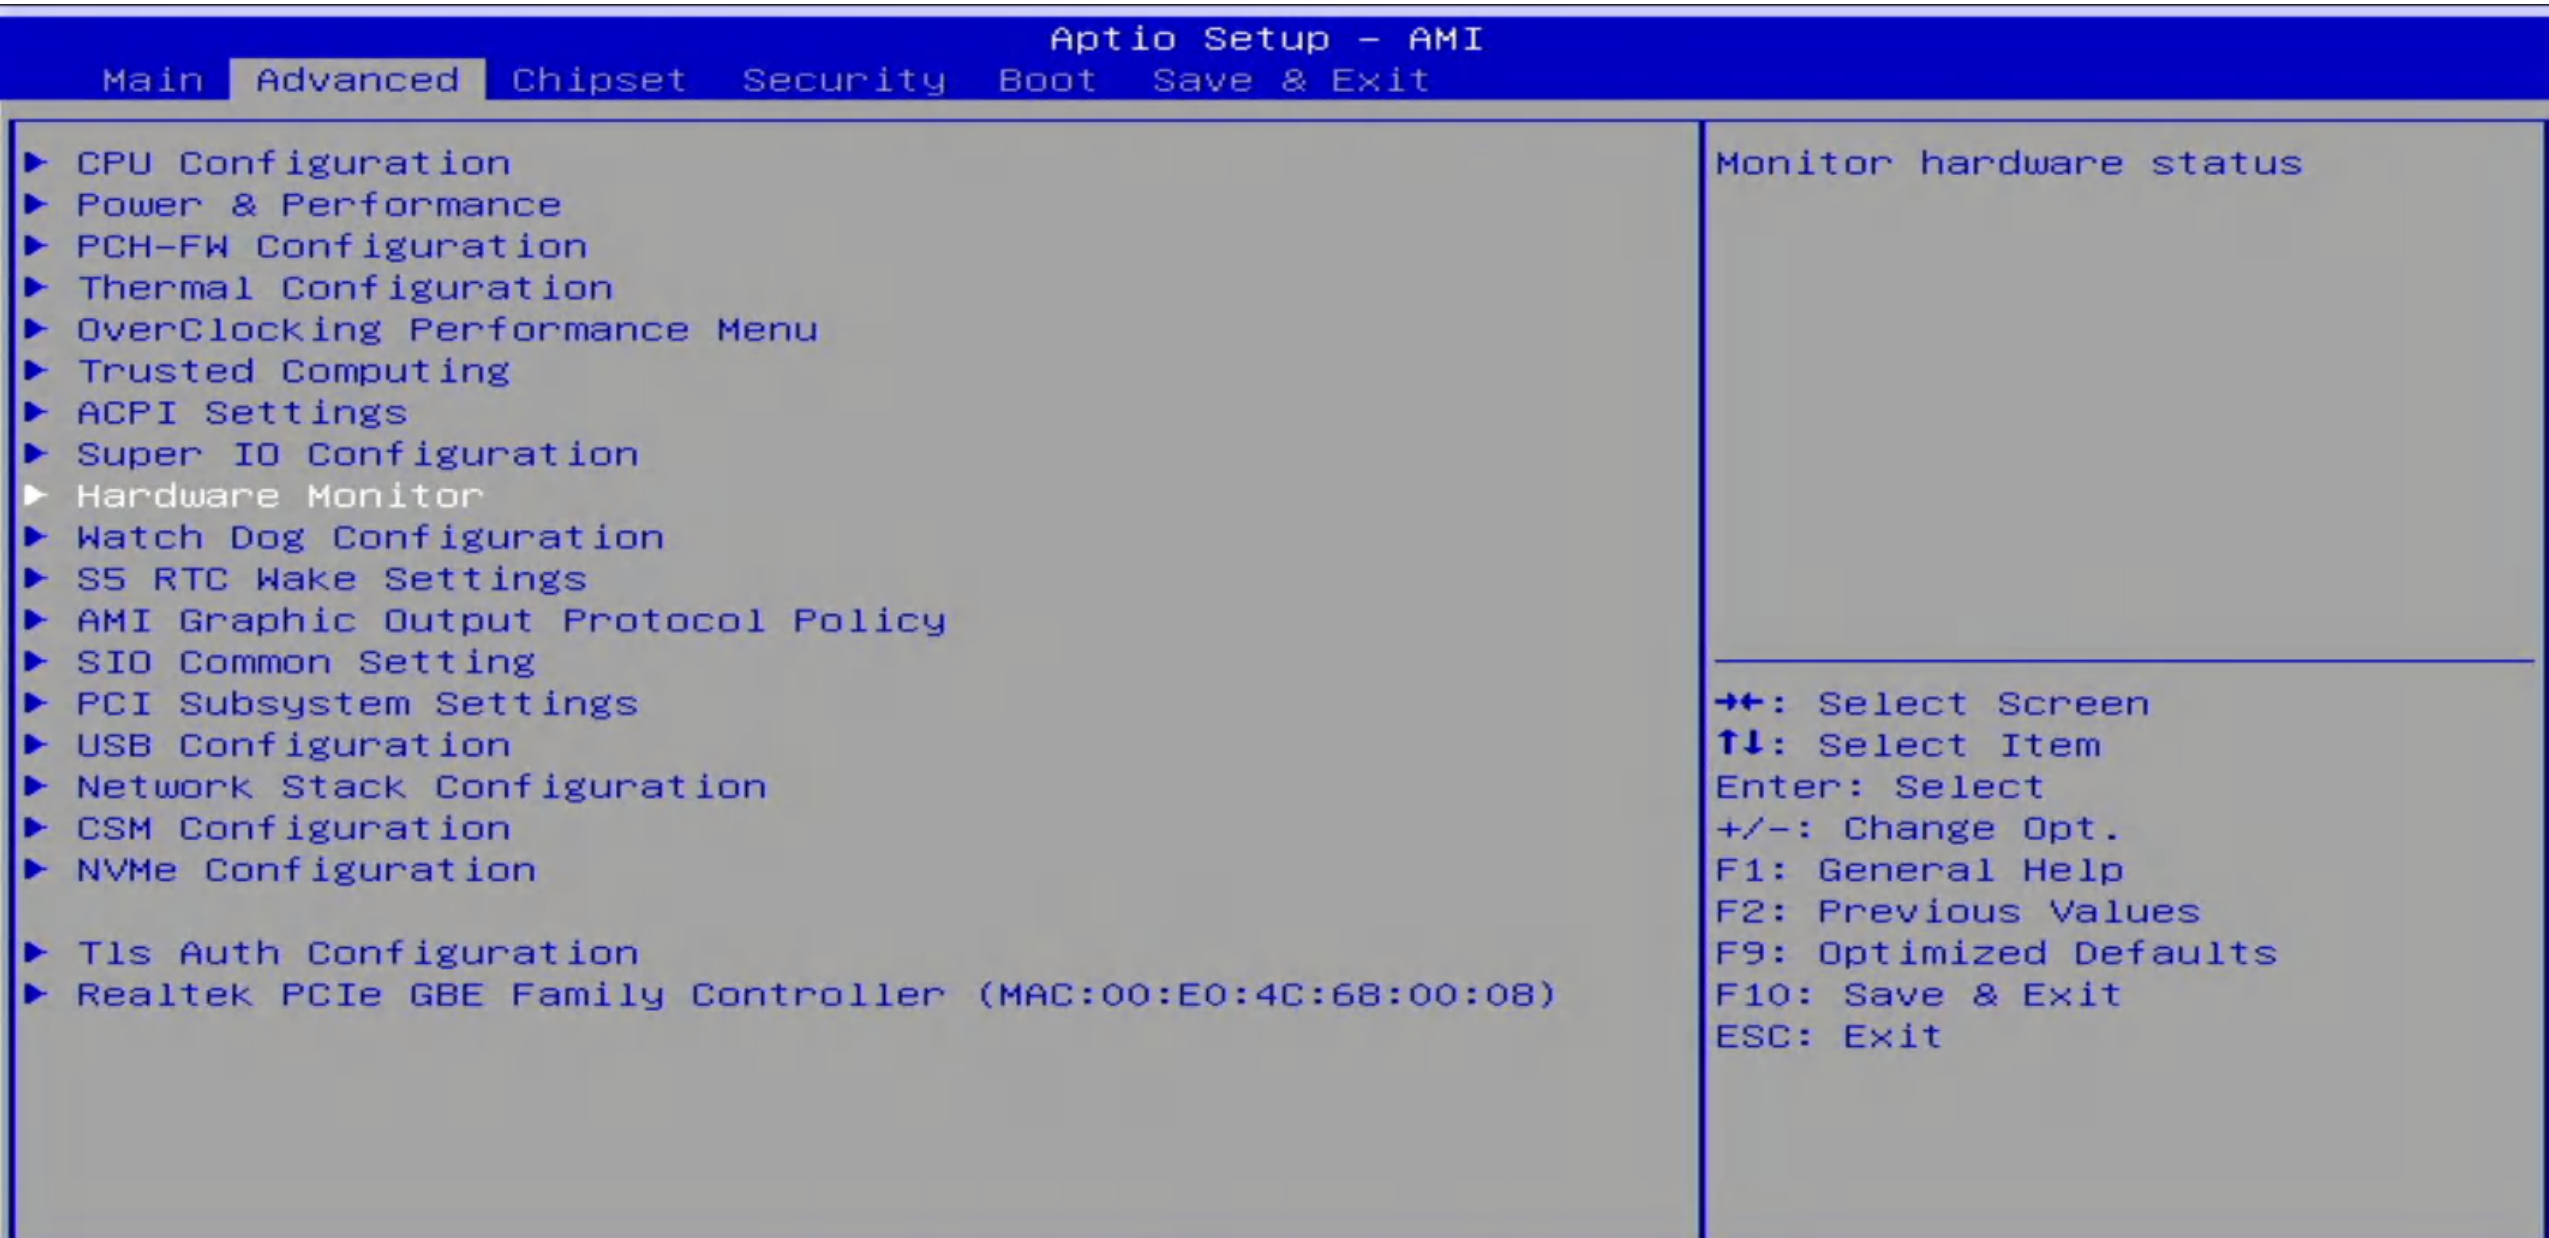 Aptio Setup – AMI
Main Advanced Chipset Security Boot Save & Exit
► CPU Configuration
► Power & Performance
► PCH-FW Configuration
► Thermal Configuration
► OverClocking Performance Menu
► Trusted Computing
► ACPI Settings
► Super IO Configuration
► Hardware Monitor
► Watch Dog Configuration
► S5 RTC Wake Settings
► AMI Graphic Output Protocol Policy
► SIO Common Setting
► PCI Subsystem Settings
► USB Configuration
► Network Stack Configuration
► CSM Configuration
► NVMe Configuration
► Tls Auth Configuration
► Realtek PCIe GBE Family Controller (MAC:00:E0:4C:68:00:08)
Monitor hardware status
→←: Select Screen
↑↓: Select Item
Enter: Select
+/-: Change Opt.
F1: General Help
F2: Previous Values
F9: Optimized Defaults
F10: Save & Exit
ESC: Exit